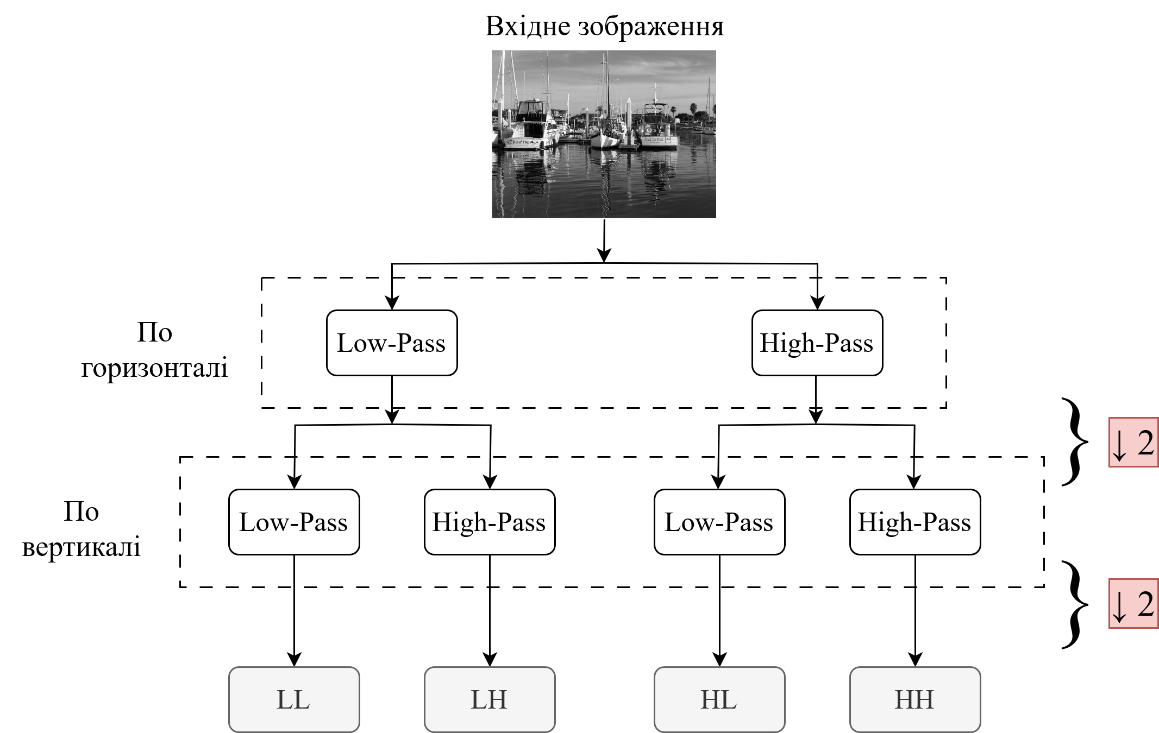 Вхідне зображення
По
горизонталі
Low-Pass
High-Pass
↓ 2
По
вертикалі
Low-Pass
High-Pass
Low-Pass
High-Pass
↓ 2
LL
LH
HL
HH